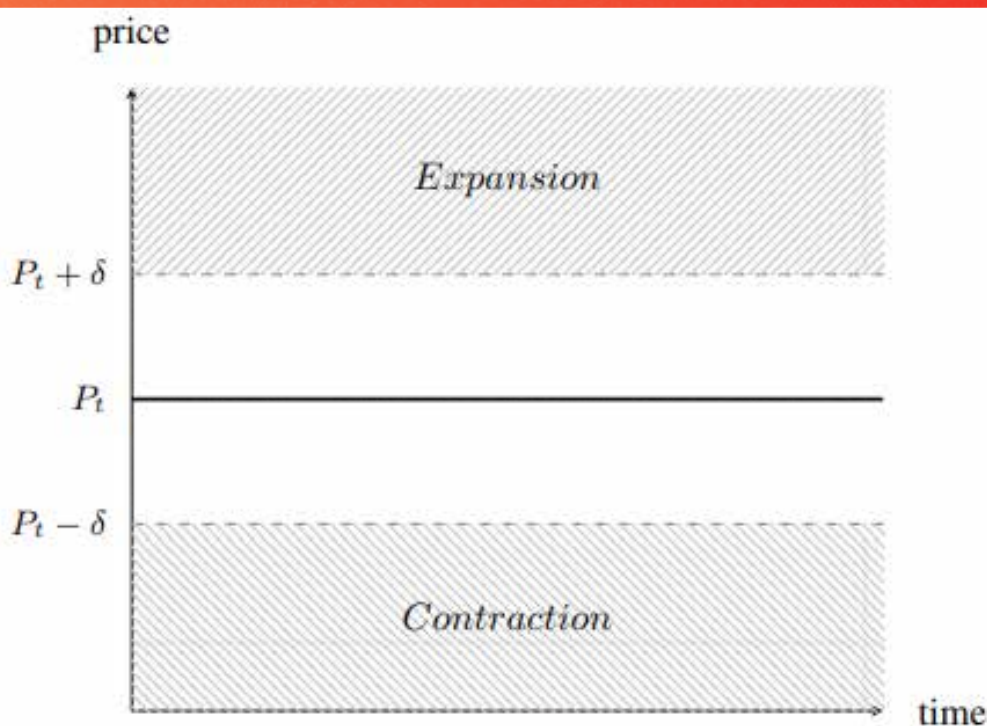 price
Expansion
P_t + δ
P_t
P_t − δ
Contraction
time